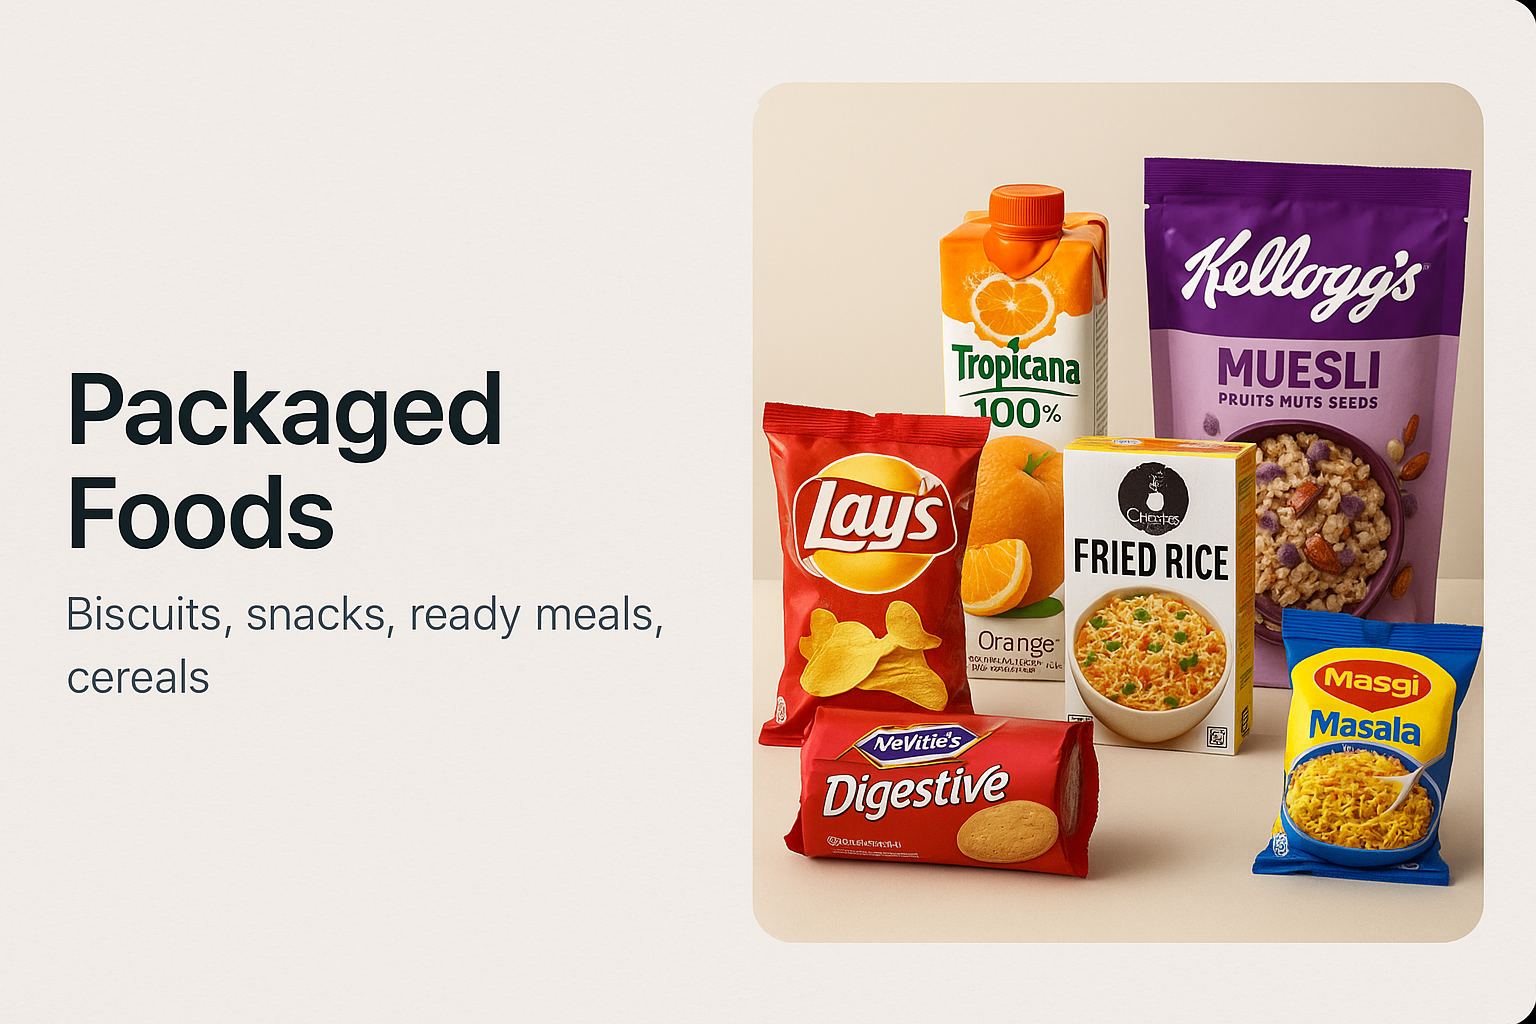 Packaged
Foods
Biscuits, snacks, ready meals,
cereals
Kellogg's
MUESLI
PRUITS MUTS SEEDS
Tropicana
100%
Orange
Lay's
FRIED RICE
Masgi
Masala
NeVitie's
Digestive